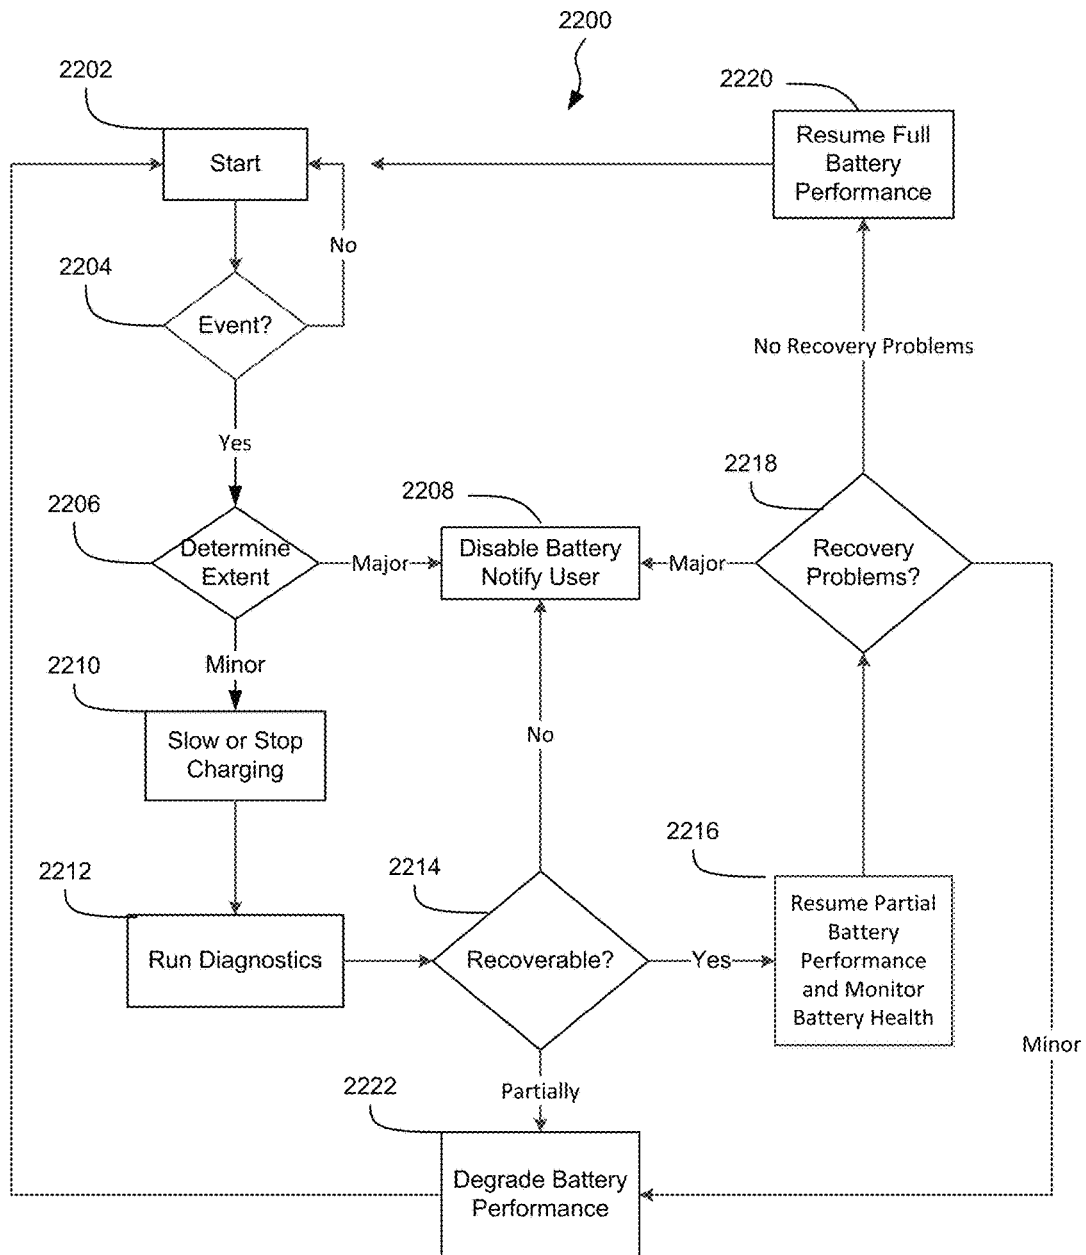 2200
2202
2220
Start
Resume Full
Battery
Performance
No
2204
Event?
No Recovery Problems
Yes
2218
2208
2206
Determine
Extent
Major
Disable Battery
Notify User
Major
Recovery
Problems?
Minor
2210
Slow or Stop
Charging
No
2216
2214
2212
Run Diagnostics
Recoverable?
Yes
Resume Partial
Battery
Performance
and Monitor
Battery Health
Minor
Partially
2222
Degrade Battery
Performance